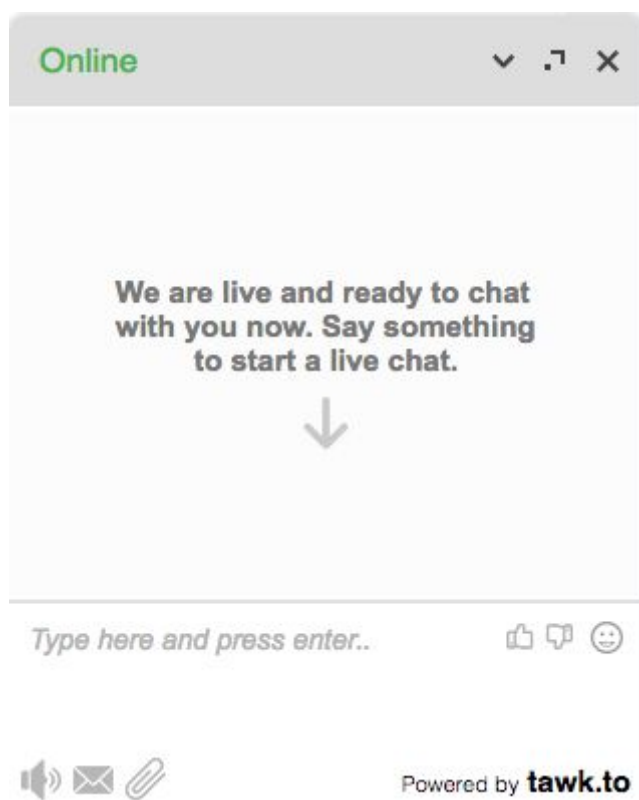 Online
We are live and ready to chat
with you now. Say something
to start a live chat.
Type here and press enter..
Powered by tawk.to